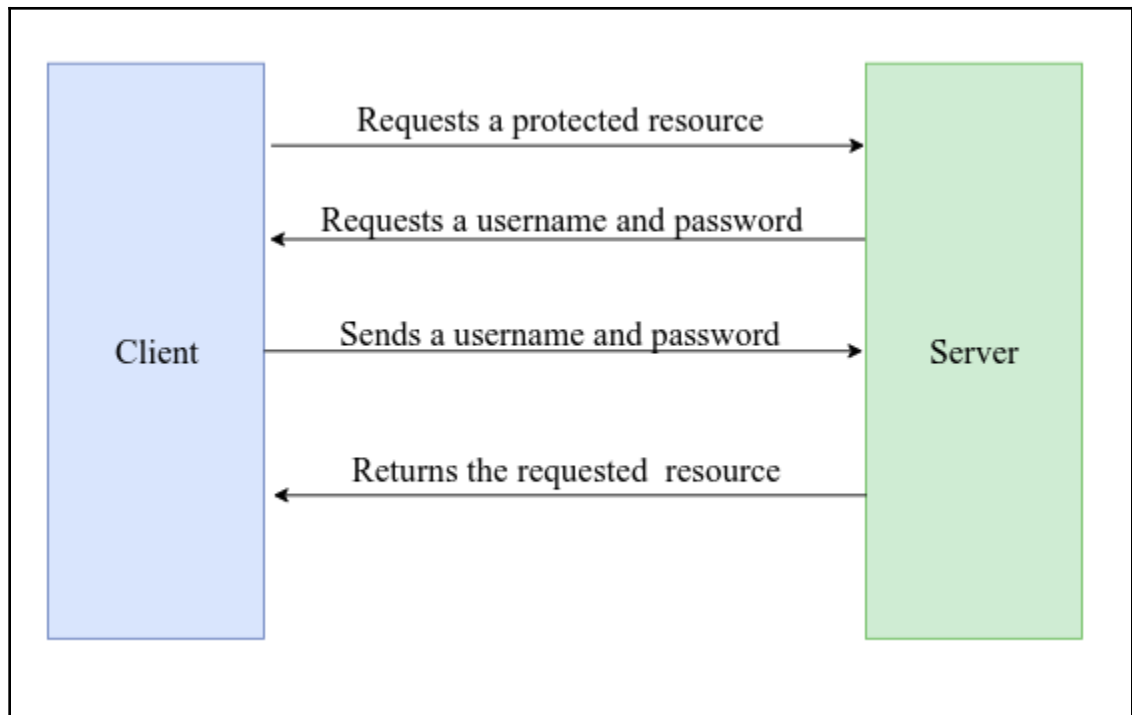 Requests a protected resource
Requests a username and password
Sends a username and password
Client
Server
Returns the requested  resource